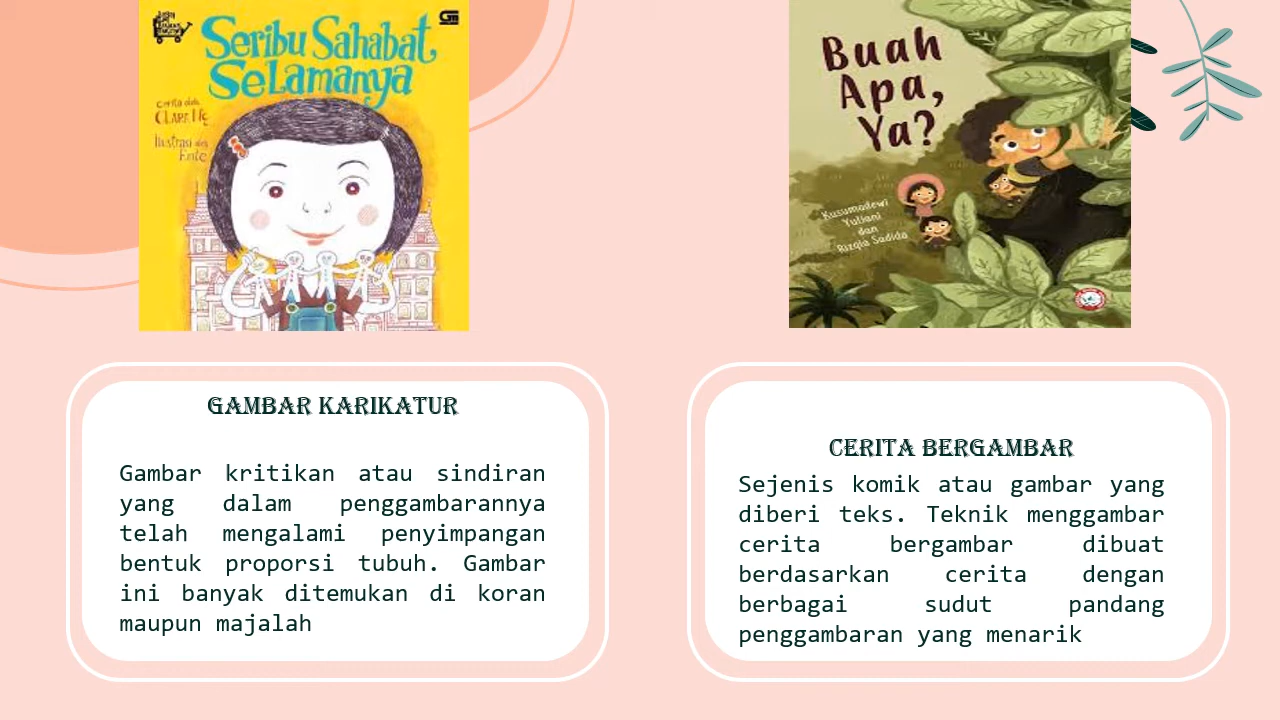 Seribu Sahabat
Selamanya
cerita oleh
Ilustrasi oleh
Buah
Apa,
Ya?
Kusumadewi
Yuliani
dan
Rizqia Sadida
GAMBAR KARIKATUR
Gambar kritikan atau sindiran
yang dalam penggambarannya
telah mengalami penyimpangan
bentuk proporsi tubuh. Gambar
ini banyak ditemukan di koran
maupun majalah
CERITA BERGAMBAR
Sejenis komik atau gambar yang
diberi teks. Teknik menggambar
cerita bergambar dibuat
berdasarkan cerita dengan
berbagai sudut pandang
penggambaran yang menarik